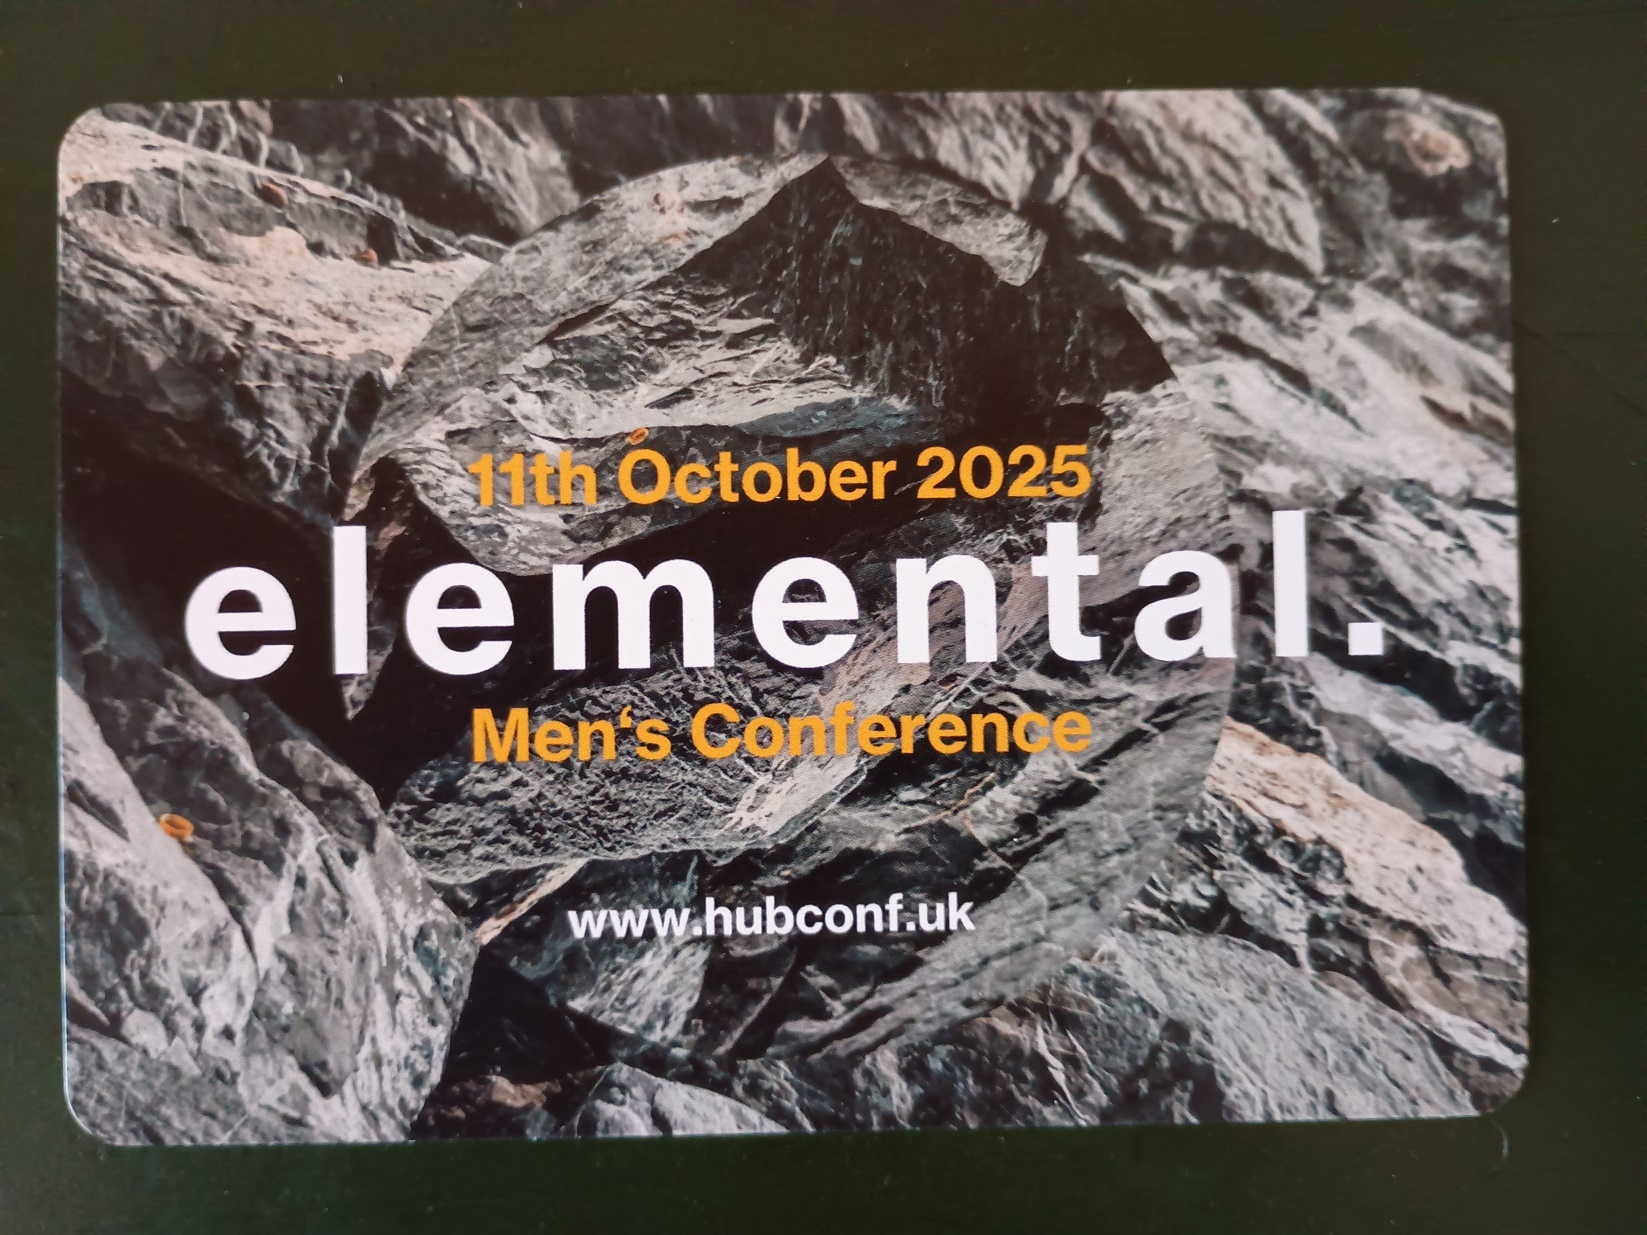 11th October 2025
elemental.
Men‘s Conference
www.hubconf.uk